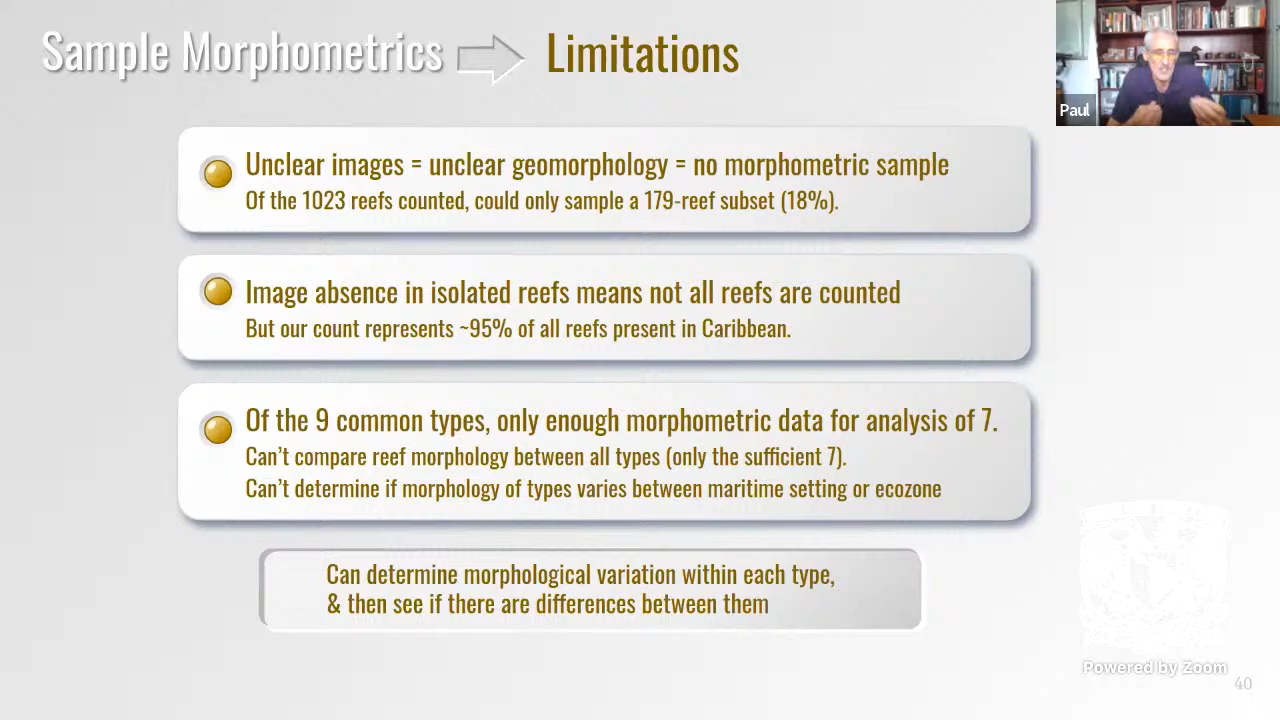 Sample Morphometrics Limitations
Paul
Unclear images = unclear geomorphology = no morphometric sample
Of the 1023 reefs counted, could only sample a 179-reef subset (18%).
Image absence in isolated reefs means not all reefs are counted
But our count represents ~95% of all reefs present in Caribbean.
Of the 9 common types, only enough morphometric data for analysis of 7.
Can't compare reef morphology between all types (only the sufficient 7).
Can't determine if morphology of types varies between maritime setting or ecozone
Can determine morphological variation within each type,
& then see if there are differences between them
Powered by Zoom
40